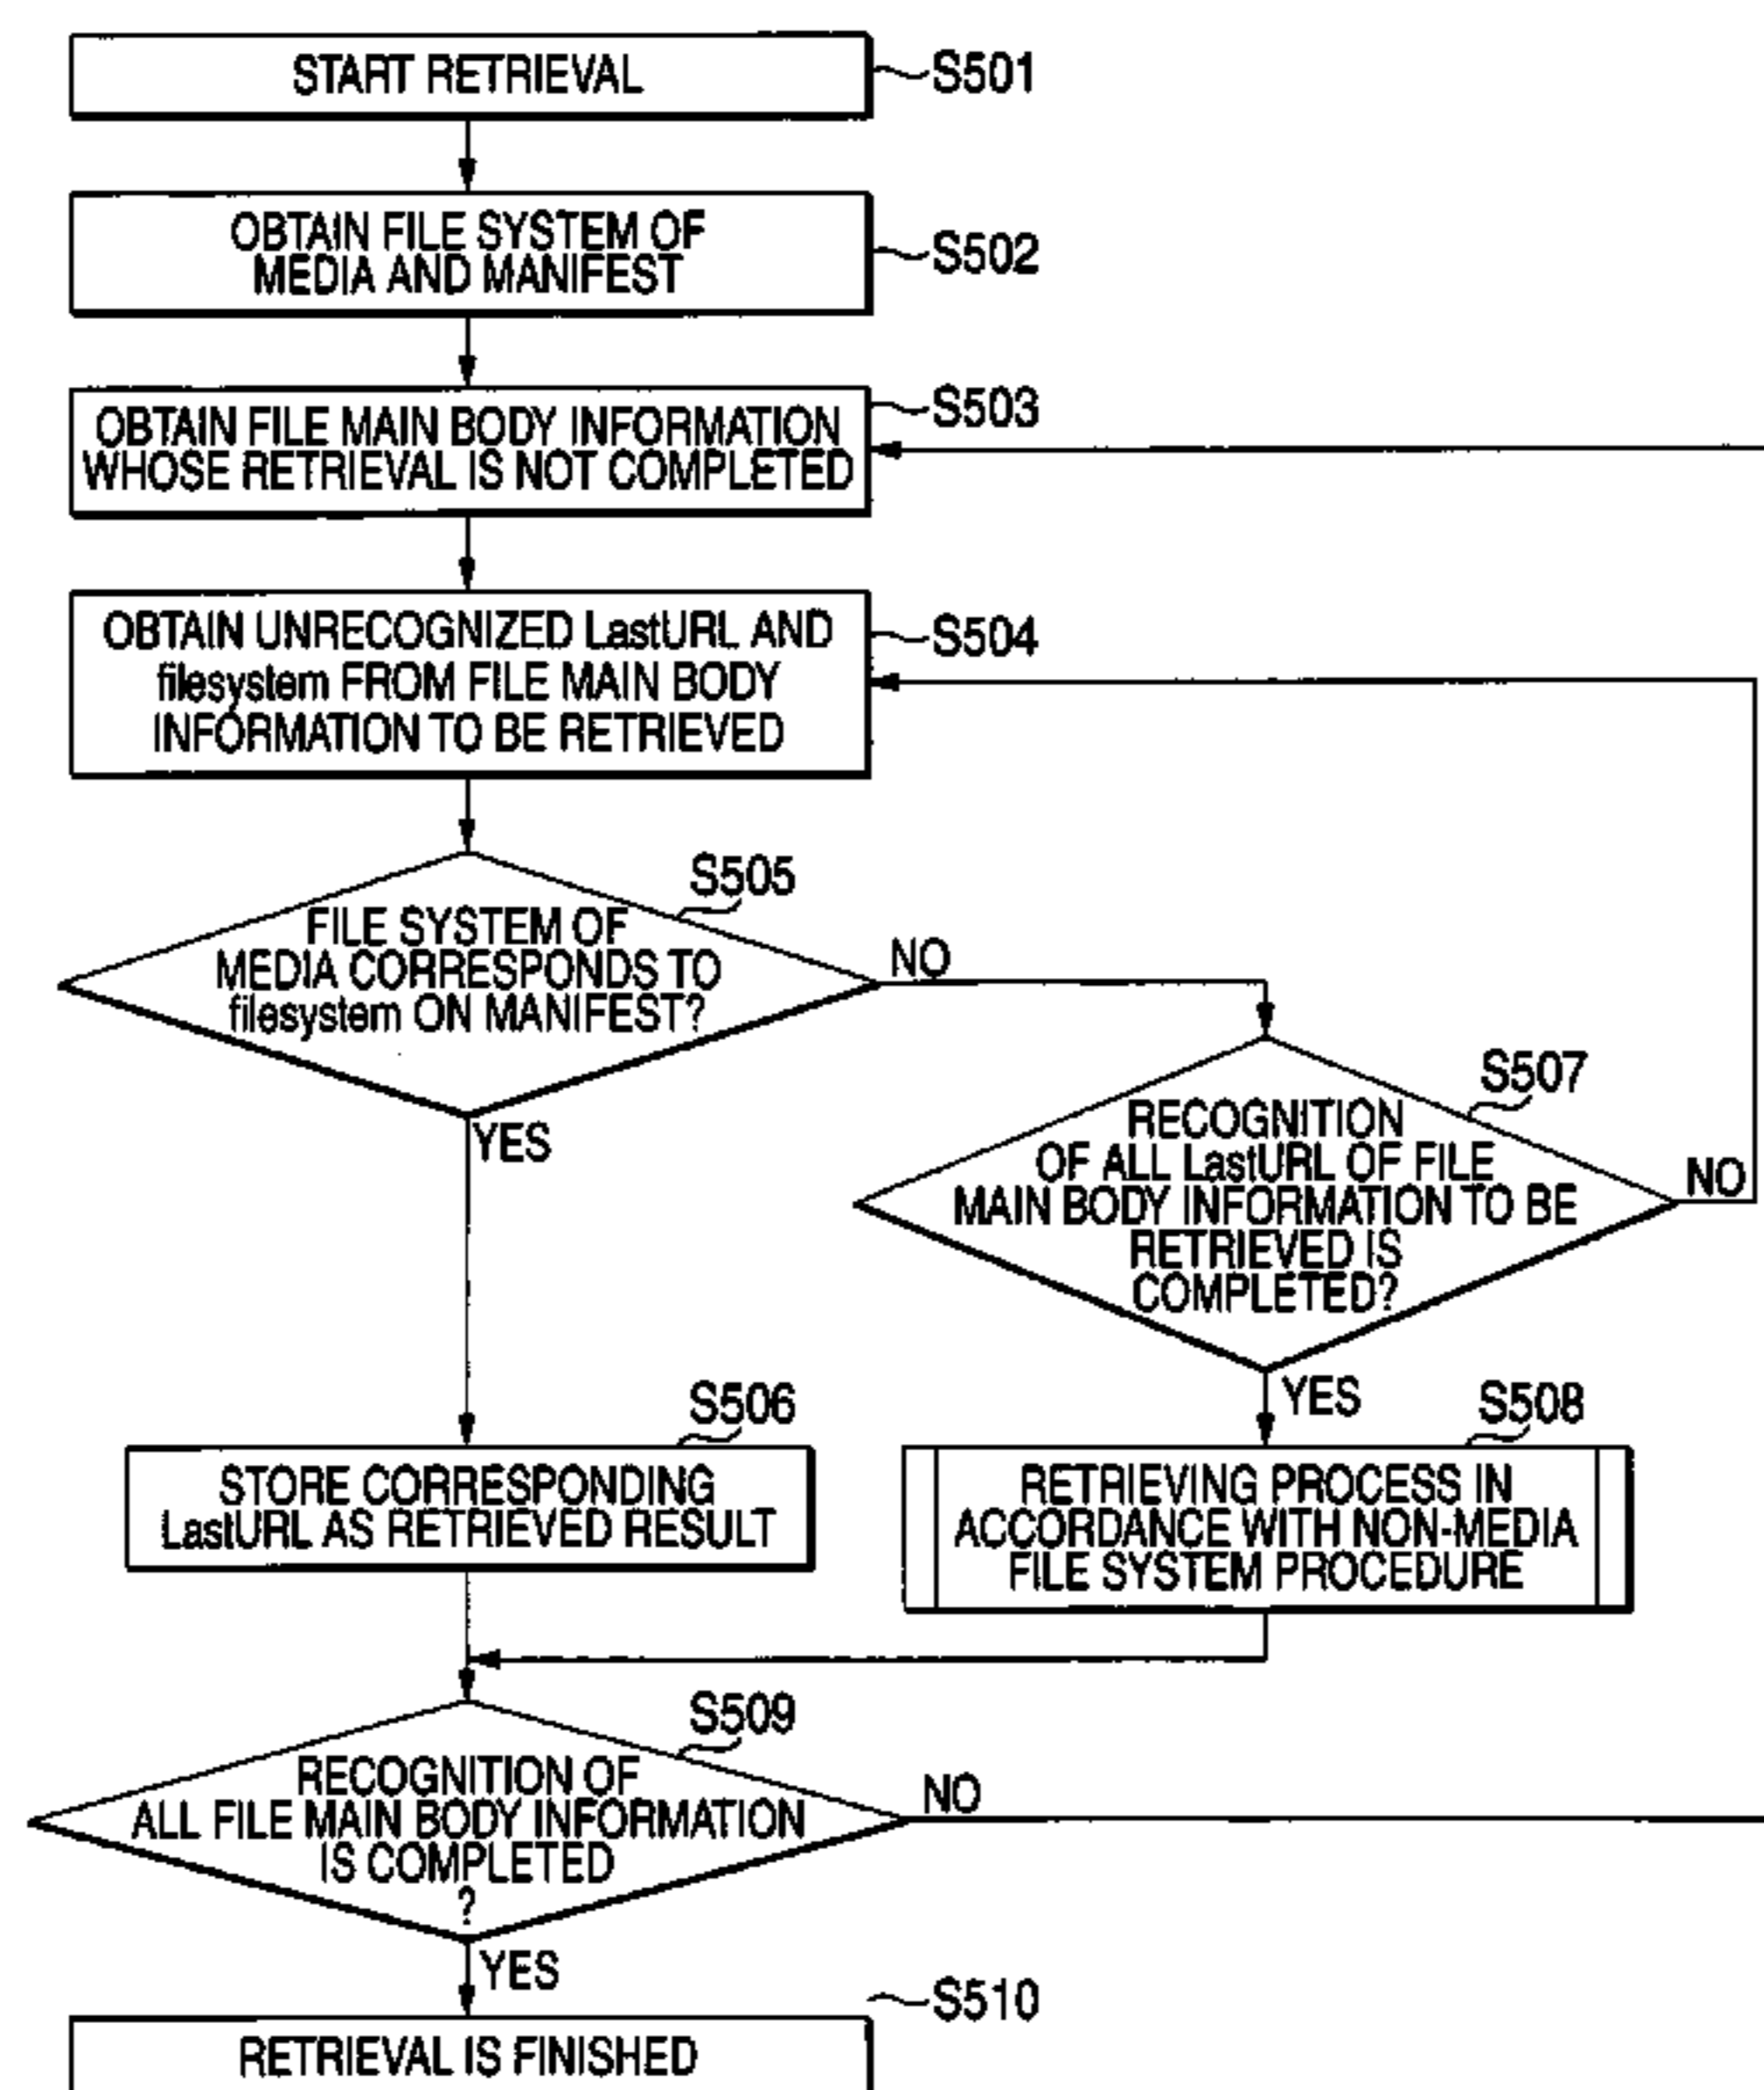 START RETRIEVAL
S501
OBTAIN FILE SYSTEM OF
MEDIA AND MANIFEST
S502
OBTAIN FILE MAIN BODY INFORMATION
WHOSE RETRIEVAL IS NOT COMPLETED
S503
OBTAIN UNRECOGNIZED LastURL AND
filesystem FROM FILE MAIN BODY
INFORMATION TO BE RETRIEVED
S504
S505
FILE SYSTEM OF
MEDIA CORRESPONDS TO
filesystem ON MANIFEST?
NO
YES
S507
RECOGNITION
OF ALL LastURL OF FILE
MAIN BODY INFORMATION TO BE
RETRIEVED IS
COMPLETED?
NO
YES
S506
STORE CORRESPONDING
LastURL AS RETRIEVED RESULT
S508
RETRIEVING PROCESS IN
ACCORDANCE WITH NON-MEDIA
FILE SYSTEM PROCEDURE
S509
RECOGNITION OF
ALL FILE MAIN BODY INFORMATION
IS COMPLETED
?
NO
YES
S510
RETRIEVAL IS FINISHED